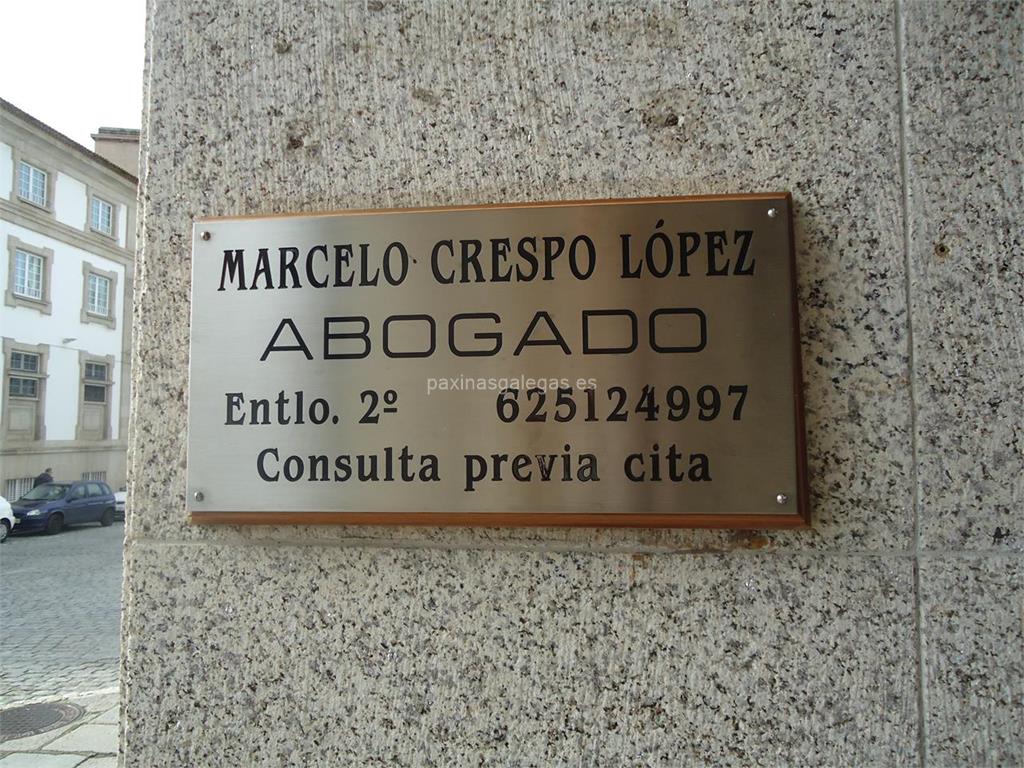 MARCELO CRESPO LÓPEZ
ABOGADO
paxinasgalegas.es
Entlo. 2º 625124997
Consulta previa cita